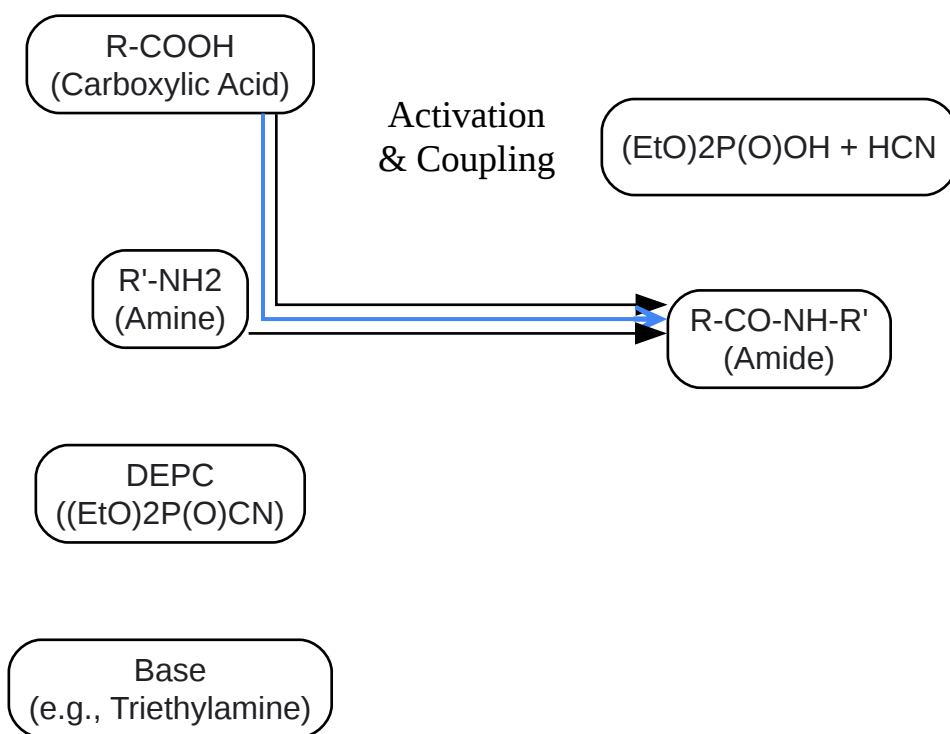 R-COOH
(Carboxylic Acid)
Activation
& Coupling
(EtO)2P(O)OH + HCN
R'-NH2
(Amine)
R-CO-NH-R'
(Amide)
DEPC
((EtO)2P(O)CN)
Base
(e.g., Triethylamine)